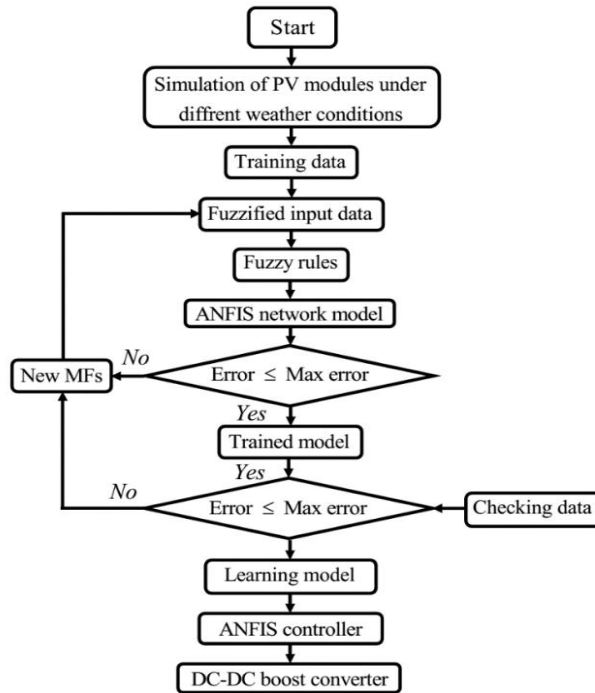 Start
Simulation of PV modules under
diffrent weather conditions
Training data
Fuzzified input data
Fuzzy rules
ANFIS network model
No
New MFs
Error ≤ Max error
Yes
Trained model
Yes
No
Error ≤ Max error
Checking data
Learning model
ANFIS controller
DC-DC boost converter